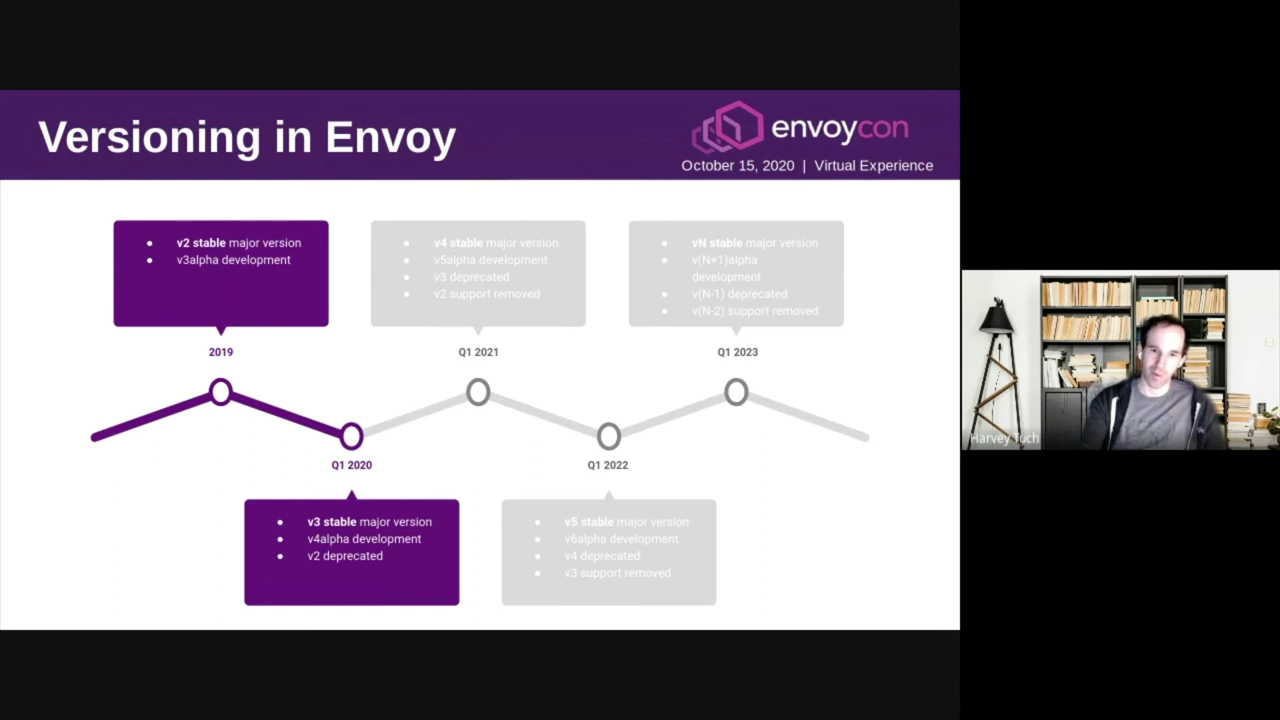 Versioning in Envoy
envoycon
October 15, 2020 | Virtual Experience
● v2 stable major version
● v3alpha development
● v4 stable major version
● v5alpha development
● v3 deprecated
● v2 support removed
● vN stable major version
● v(N+1)alpha
development
● v(N-1) deprecated
● v(N-2) support removed
2019
Q1 2021
Q1 2023
Q1 2020
Q1 2022
● v3 stable major version
● v4alpha development
● v2 deprecated
● v5 stable major version
● v6alpha development
● v4 deprecated
● v3 support removed
Harvey Tuch